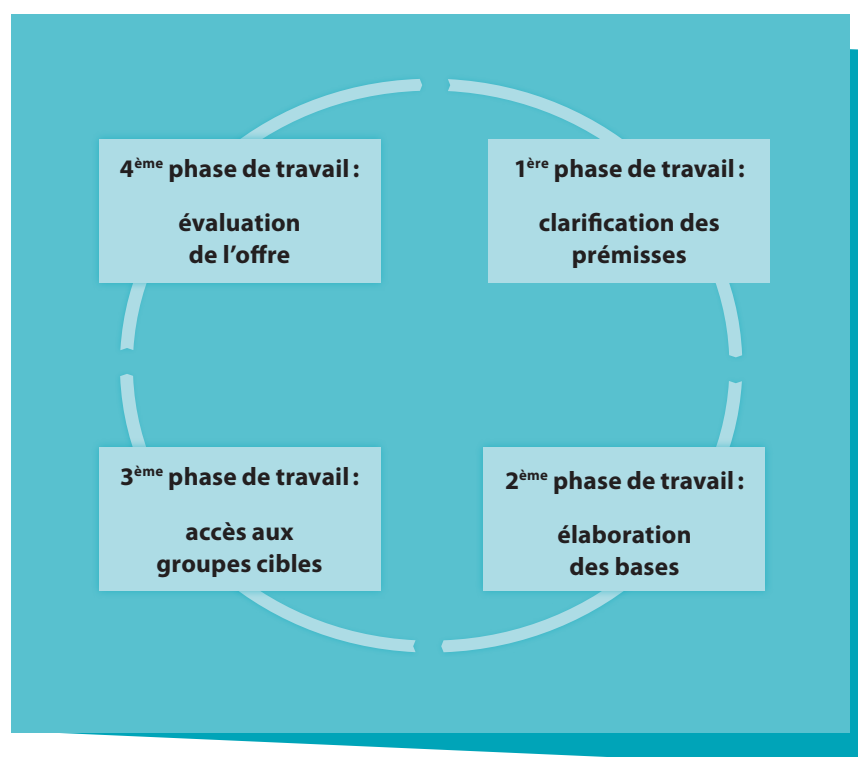 4ème phase de travail :
évaluation
de l’offre
1ère phase de travail :
clarification des
prémisses
3ème phase de travail :
accès aux
groupes cibles
2ème phase de travail :
élaboration
des bases